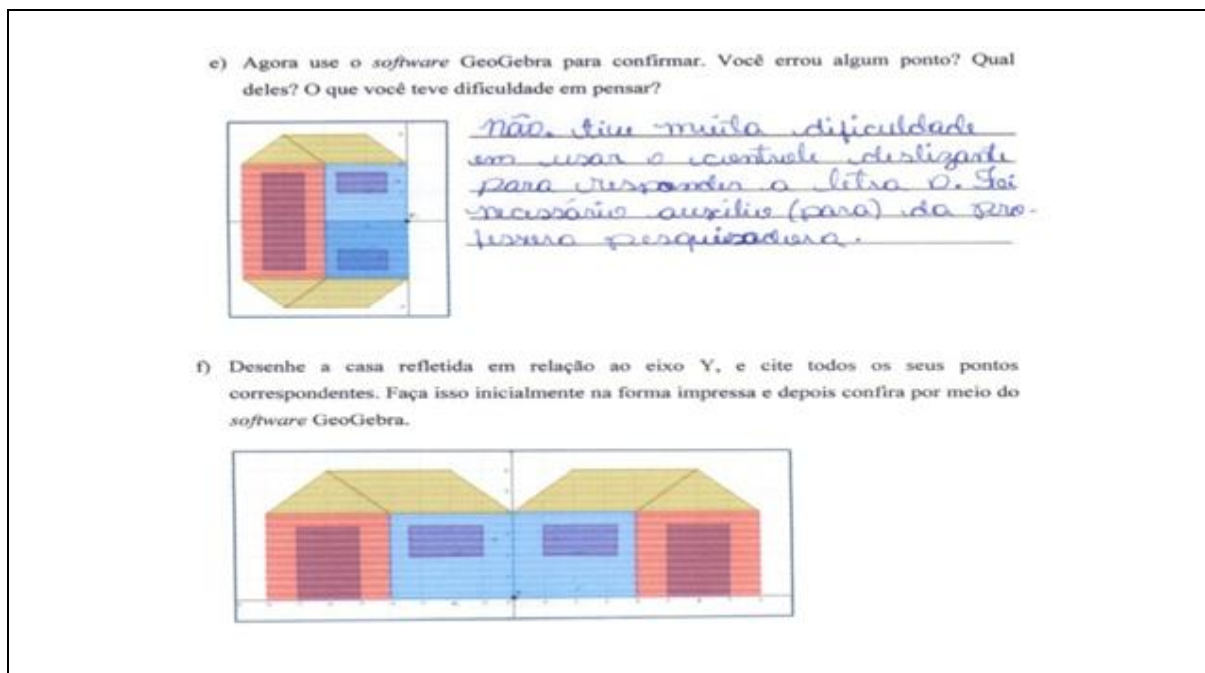 e) Agora use o software GeoGebra para confirmar. Você errou algum ponto? Qual
deles? O que você teve dificuldade em pensar?
não. tive muita dificuldade
em usar o controle deslizante
para responder a letra D. Foi
necessário auxílio (para) da pro-
fessora pesquisadora.
f) Desenhe a casa refletida em relação ao eixo Y, e cite todos os seus pontos
correspondentes. Faça isso inicialmente na forma impressa e depois confira por meio do
software GeoGebra.